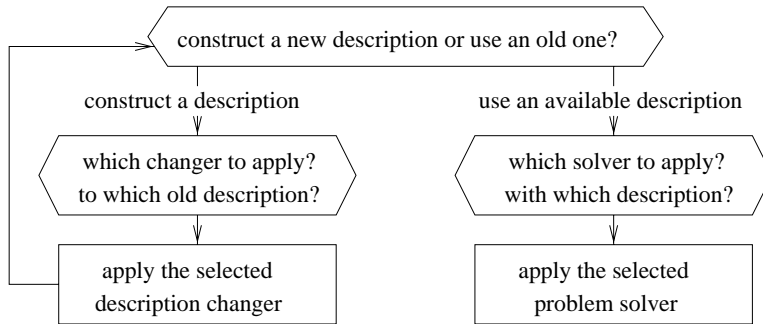 construct a new description or use an old one?
construct a description
use an available description
which changer to apply?
to which old description?
which solver to apply?
with which description?
apply the selected
description changer
apply the selected
problem solver